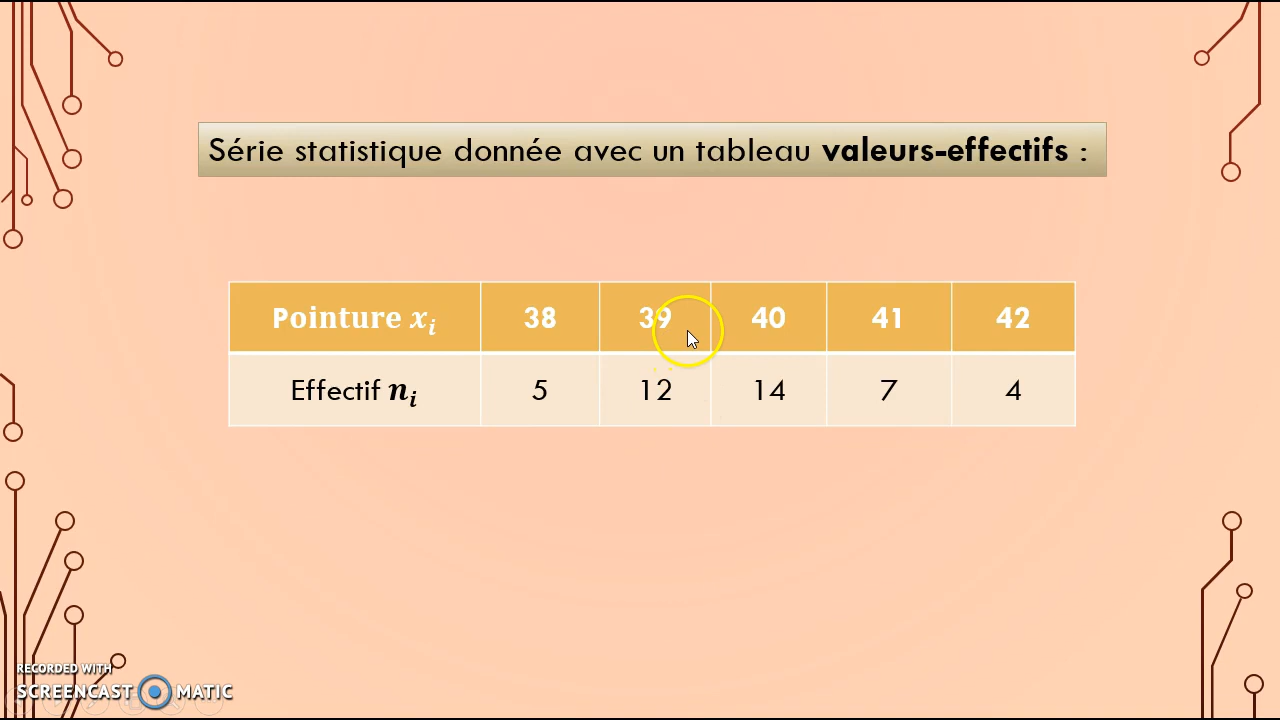 Série statistique donnée avec un tableau valeurs-effectifs :
Pointure xᵢ 38 39 40 41 42
Effectif nᵢ 5 12 14 7 4
RECORDED WITH
SCREENCAST MATIC